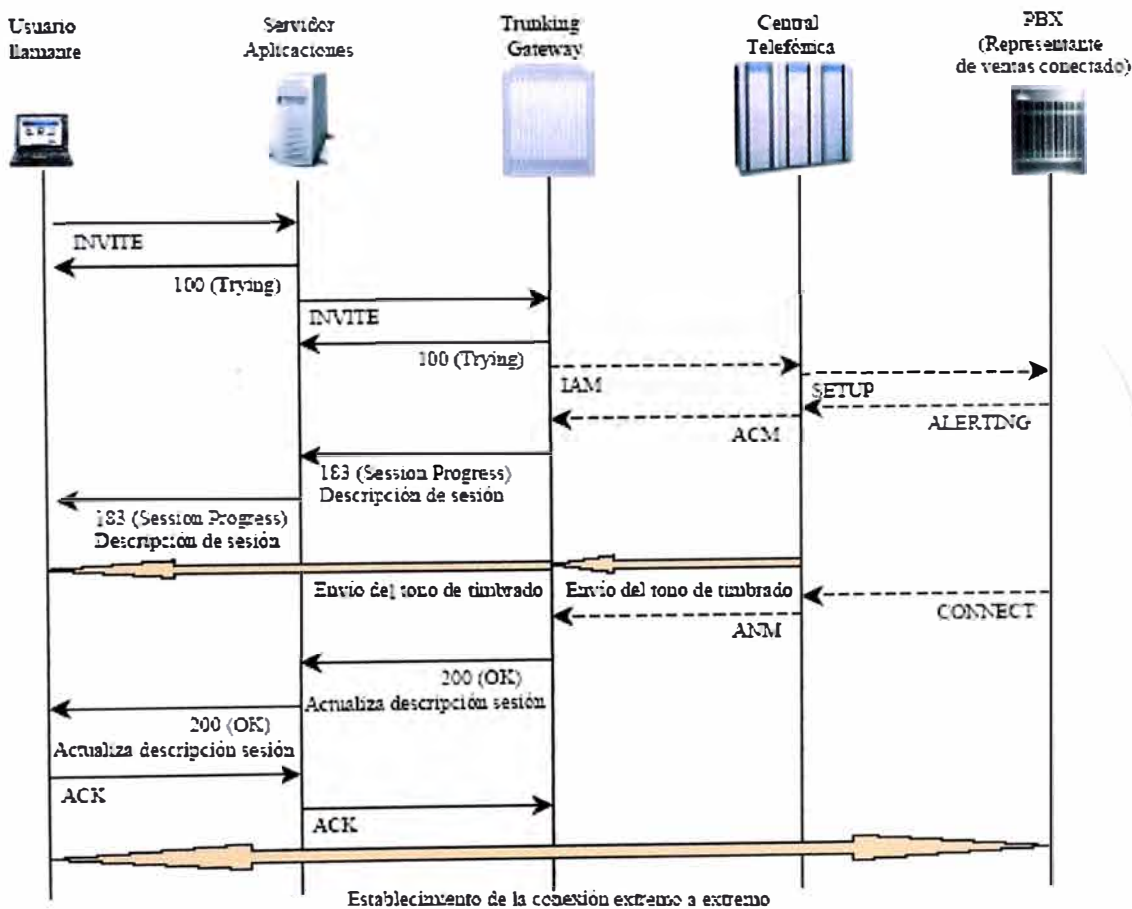 Usuario
llamante
Servidor
Aplicaciones
Trunking
Gateway
Central
Telefónica
PBX
(Representante
de ventas conectado)
INVITE
100 (Trying)
INVITE
100 (Trying)
IAM
SETUP
ACM
ALERTING
183 (Session Progress)
Descripción de sesión
183 (Session Progress)
Descripción de sesión
Envío del tono de timbrado
Envío del tono de timbrado
ANM
CONNECT
200 (OK)
Actualiza descripción sesión
200 (OK)
Actualiza descripción sesión
ACK
ACK
Establecimiento de la conexión extremo a extremo